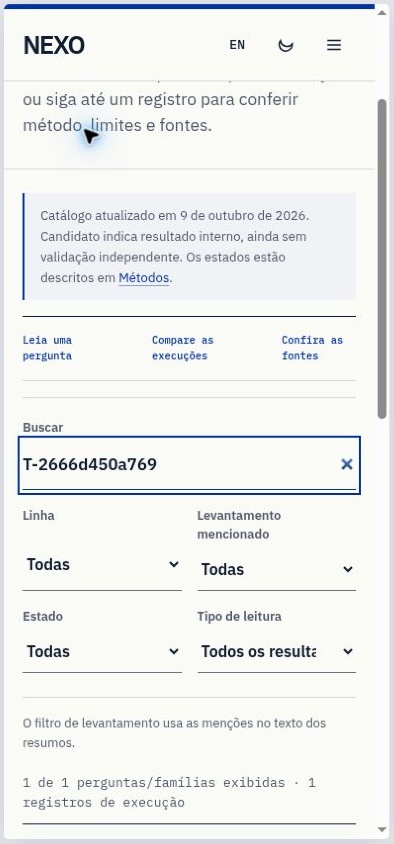 NEXO
EN
ou siga até um registro para conferir
método, limites e fontes.
Catálogo atualizado em 9 de outubro de 2026.
Candidato indica resultado interno, ainda sem
validação independente. Os estados estão
descritos em Métodos.
Leia uma
pergunta
Compare as
execuções
Confira as
fontes
Buscar
T-2666d450a769
Linha
Levantamento
mencionado
Todas
Todas
Estado
Tipo de leitura
Todas
Todos os resulta
O filtro de levantamento usa as menções no texto dos
resumos.
1 de 1 perguntas/famílias exibidas · 1
registros de execução